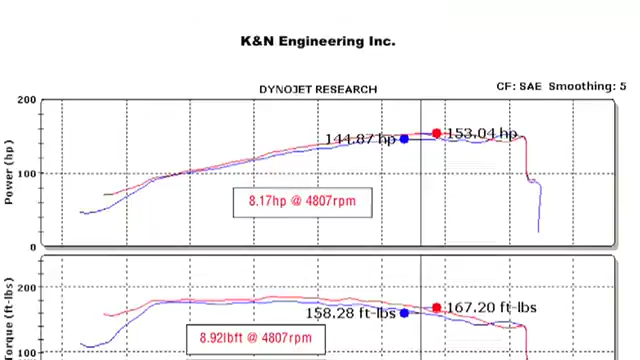 K&N Engineering Inc.
DYNOJET RESEARCH
CF: SAE Smoothing: 5
200
144.87 hp
153.04 hp
Power (hp)
100
8.17hp @ 4807rpm
0
200
158.28 ft-lbs
167.20 ft-lbs
Torque (ft-lbs)
8.92lbft @ 4807rpm
100